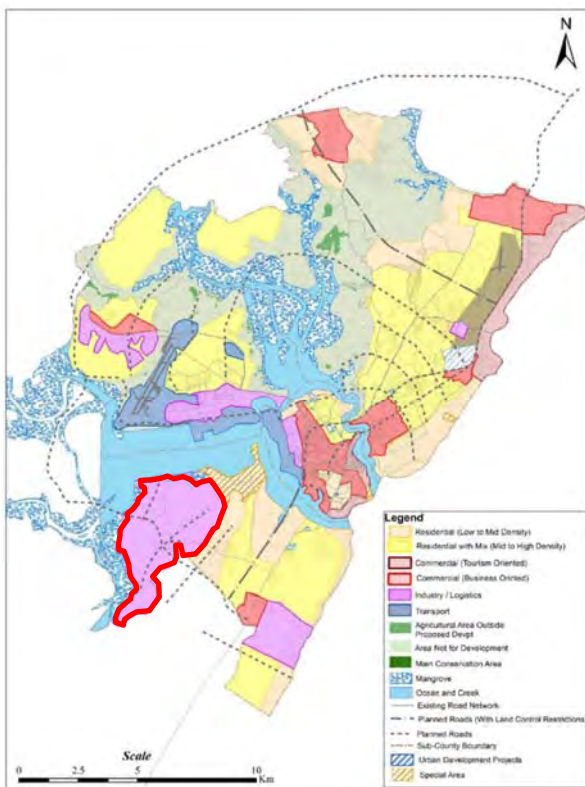 N
Legend
Residential (Low to Mid Density)
Residential with Mix (Mid to High Density)
Commercial (Tourism Oriented)
Commercial (Business Oriented)
Industry / Logistics
Transport
Agricultural Area Outside
Proposed Devpt
Area Not for Development
Main Conservation Area
Mangrove
Ocean and Creek
Existing Road Network
Planned Roads (With Land Control Restrictions
Planned Roads
Sub-County Boundary
Urban Development Projects
Special Area
Scale
0 2.5 5 10
Km